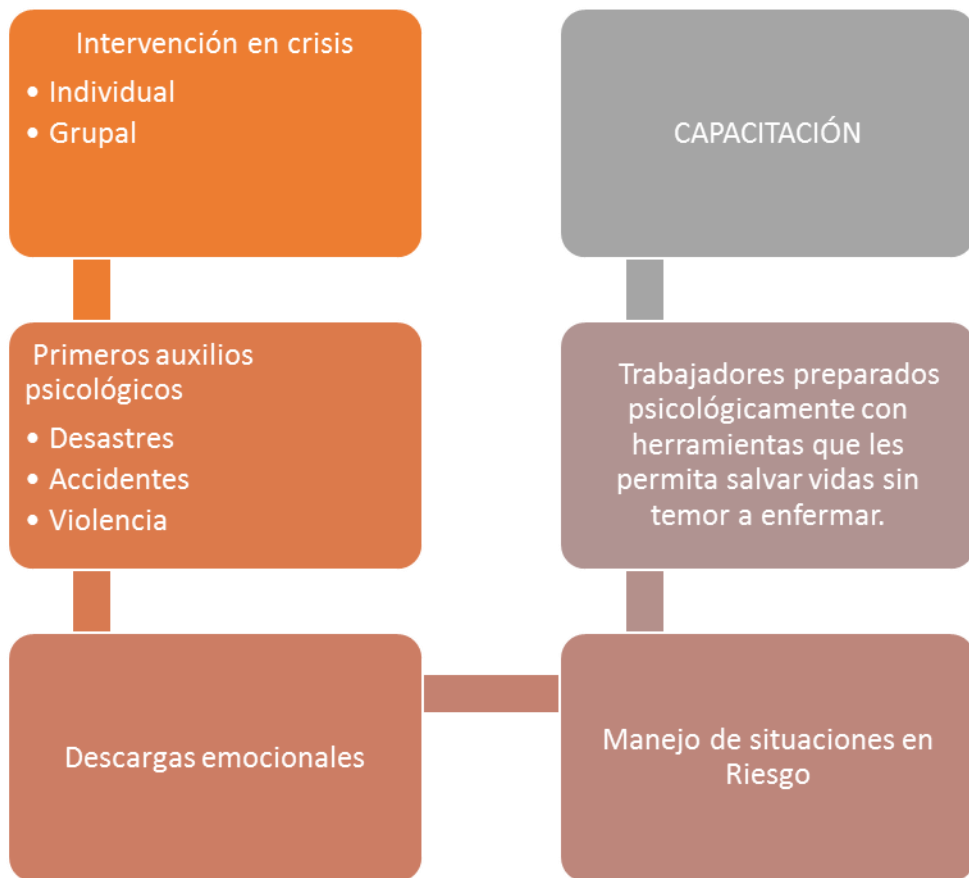 Intervención en crisis
• Individual
• Grupal
Primeros auxilios
psicológicos
• Desastres
• Accidentes
• Violencia
Descargas emocionales
Manejo de situaciones en
Riesgo
Trabajadores preparados
psicológicamente con
herramientas que les
permita salvar vidas sin
temor a enfermar.
CAPACITACIÓN